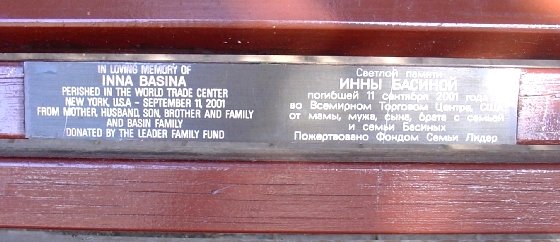 IN LOVING MEMORY OF
INNA BASINA
PERISHED IN THE WORLD TRADE CENTER
NEW YORK, U.S.A - SEPTEMBER 11, 2001
FROM MOTHER, HUSBAND, SON, BROTHER AND FAMILY
AND BASIN FAMILY
DONATED BY THE LEADER FAMILY FUND
Светлой памяти
ИННЫ БАСИНОЙ
погибшей 11 сентября 2001 года
во Всемирном Торговом Центре, США
от мамы, мужа, сына, брата с семьей
и семьи Басиных
Пожертвовано Фондом Семьи Лидер